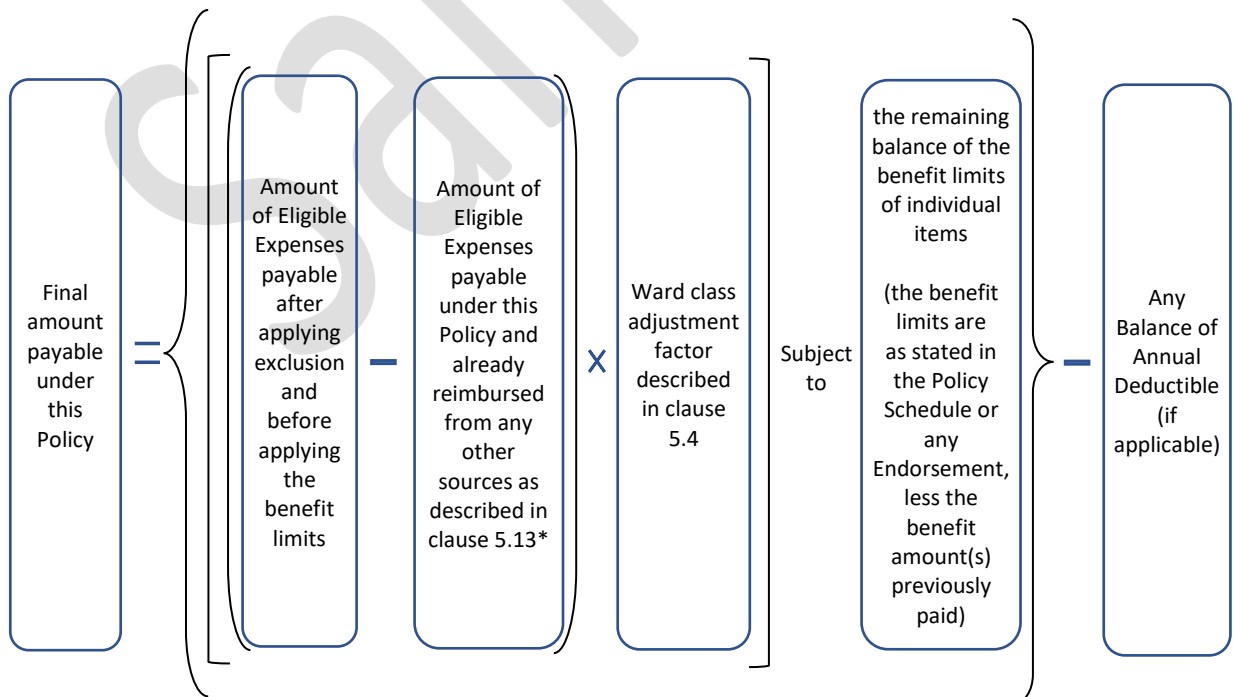 Final
amount
payable
under
this
Policy
=
Amount
of Eligible
Expenses
payable
after
applying
exclusion
and
before
applying
the
benefit
limits
−
Amount of
Eligible
Expenses
payable
under this
Policy and
already
reimbursed
from any
other
sources as
described in
clause 5.13*
×
Ward class
adjustment
factor
described
in clause
5.4
Subject
to
the remaining
balance of the
benefit limits
of individual
items
(the benefit
limits are
as stated in
the Policy
Schedule or
any
Endorsement,
less the
benefit
amount(s)
previously
paid)
−
Any
Balance of
Annual
Deductible
(if
applicable)